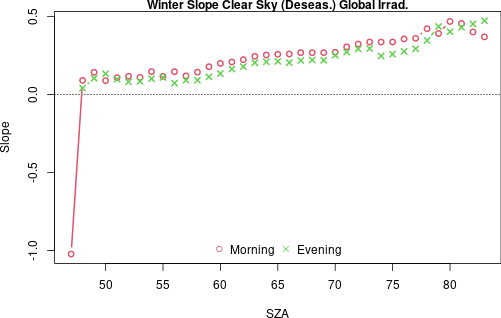 Winter Slope Clear Sky (Deseas.) Global Irrad.
Slope
0.5
0.0
-0.5
-1.0
Morning Evening
50 55 60 65 70 75 80
SZA